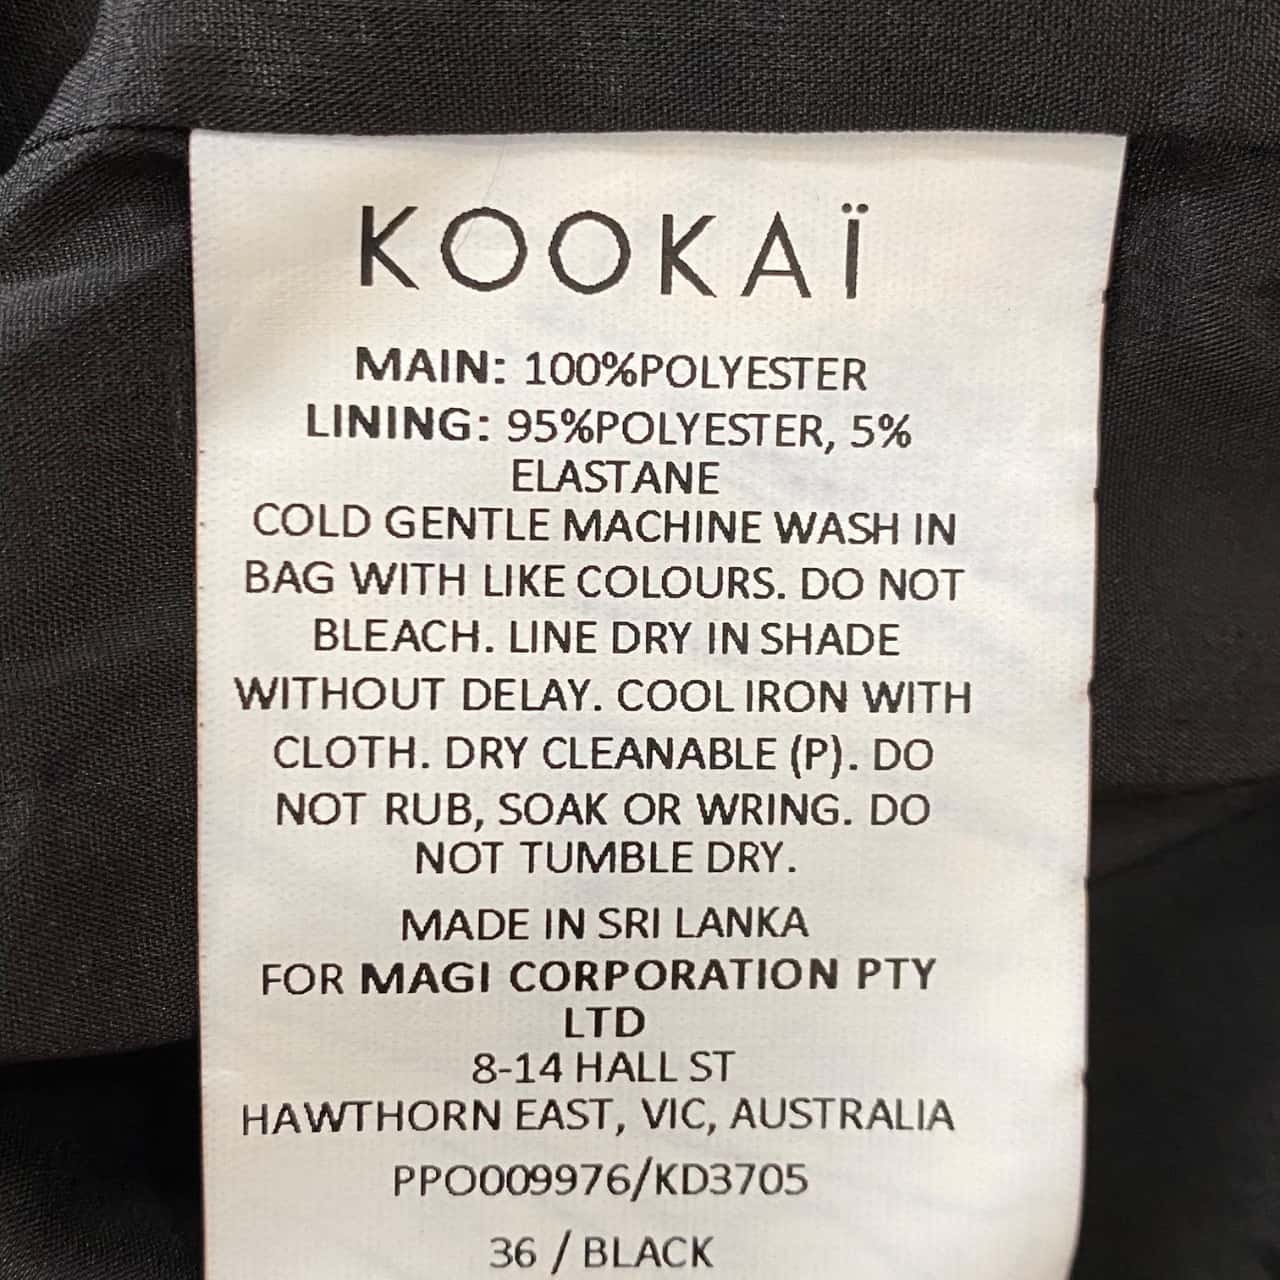 KOOKAÏ
MAIN: 100%POLYESTER
LINING: 95%POLYESTER, 5%
ELASTANE
COLD GENTLE MACHINE WASH IN
BAG WITH LIKE COLOURS. DO NOT
BLEACH. LINE DRY IN SHADE
WITHOUT DELAY. COOL IRON WITH
CLOTH. DRY CLEANABLE (P). DO
NOT RUB, SOAK OR WRING. DO
NOT TUMBLE DRY.
MADE IN SRI LANKA
FOR MAGI CORPORATION PTY
LTD
8-14 HALL ST
HAWTHORN EAST, VIC, AUSTRALIA
PPO009976/KD3705
36 / BLACK